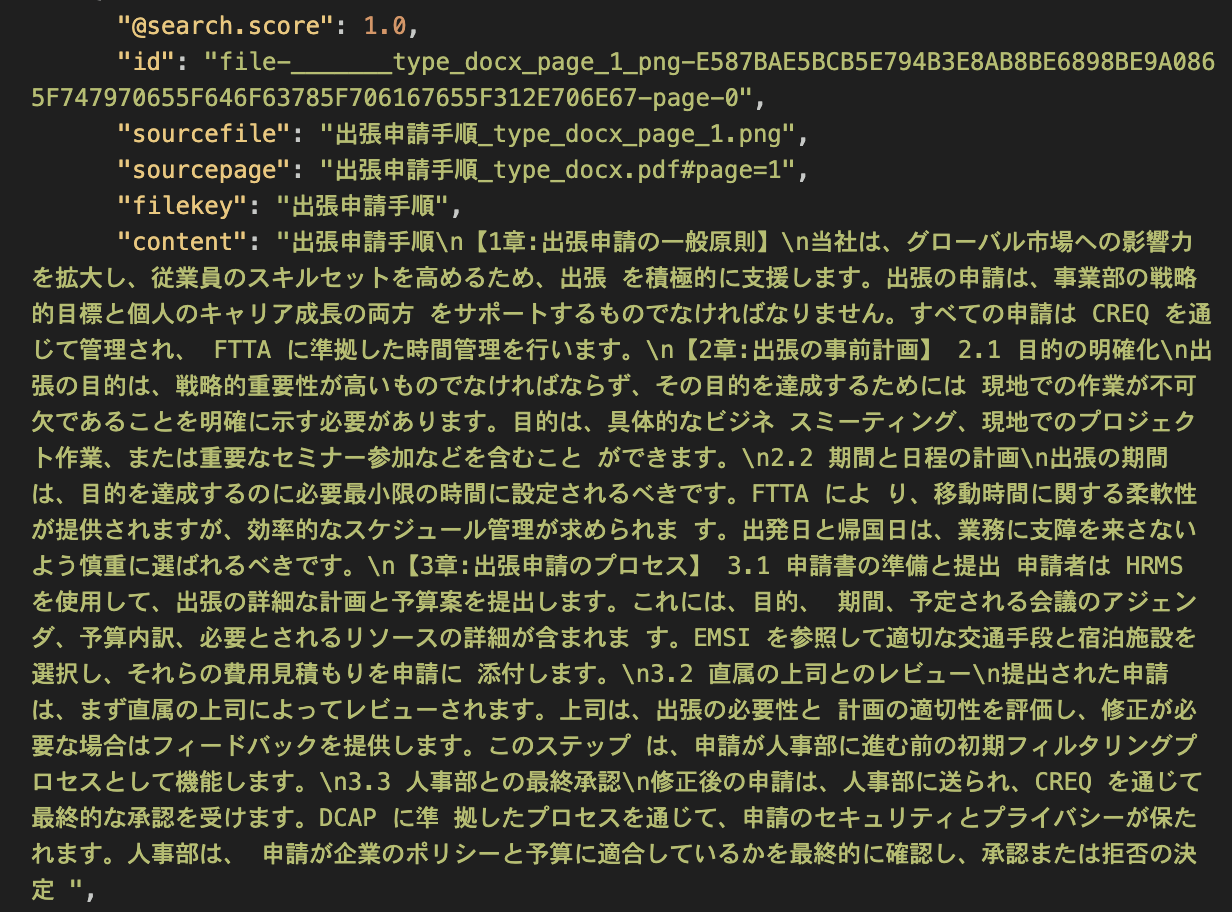 "@search.score": 1.0,
"id": "file-_______type_docx_page_1_png-E587BAE5BCB5E794B3E8AB8BE6898BE9A086
5F747970655F646F63785F706167655F312E706E67-page-0",
"sourcefile": "出張申請手順_type_docx_page_1.png",
"sourcepage": "出張申請手順_type_docx.pdf#page=1",
"filekey": "出張申請手順",
"content": "出張申請手順\n【1章:出張申請の一般原則】\n当社は、グローバル市場への影響力
を拡大し、従業員のスキルセットを高めるため、出張 を積極的に支援します。出張の申請は、事業部の戦略
的目標と個人のキャリア成長の両方 をサポートするものでなければなりません。すべての申請は CREQ を通
じて管理され、 FTTA に準拠した時間管理を行います。\n【2章:出張の事前計画】 2.1 目的の明確化\n出
張の目的は、戦略的重要性が高いものでなければならず、その目的を達成するためには 現地での作業が不可
欠であることを明確に示す必要があります。目的は、具体的なビジネ スミーティング、現地でのプロジェク
ト作業、または重要なセミナー参加などを含むこと ができます。\n2.2 期間と日程の計画\n出張の期間
は、目的を達成するのに必要最小限の時間に設定されるべきです。FTTA によ り、移動時間に関する柔軟性
が提供されますが、効率的なスケジュール管理が求められま す。出発日と帰国日は、業務に支障を来さない
よう慎重に選ばれるべきです。\n【3章:出張申請のプロセス】 3.1 申請書の準備と提出 申請者は HRMS
を使用して、出張の詳細な計画と予算案を提出します。これには、目的、 期間、予定される会議のアジェン
ダ、予算内訳、必要とされるリソースの詳細が含まれま す。EMSI を参照して適切な交通手段と宿泊施設を
選択し、それらの費用見積もりを申請に 添付します。\n3.2 直属の上司とのレビュー\n提出された申請
は、まず直属の上司によってレビューされます。上司は、出張の必要性と 計画の適切性を評価し、修正が必
要な場合はフィードバックを提供します。このステップ は、申請が人事部に進む前の初期フィルタリングプ
ロセスとして機能します。\n3.3 人事部との最終承認\n修正後の申請は、人事部に送られ、CREQ を通じて
最終的な承認を受けます。DCAP に準 拠したプロセスを通じて、申請のセキュリティとプライバシーが保た
れます。人事部は、 申請が企業のポリシーと予算に適合しているかを最終的に確認し、承認または拒否の決
定 ",